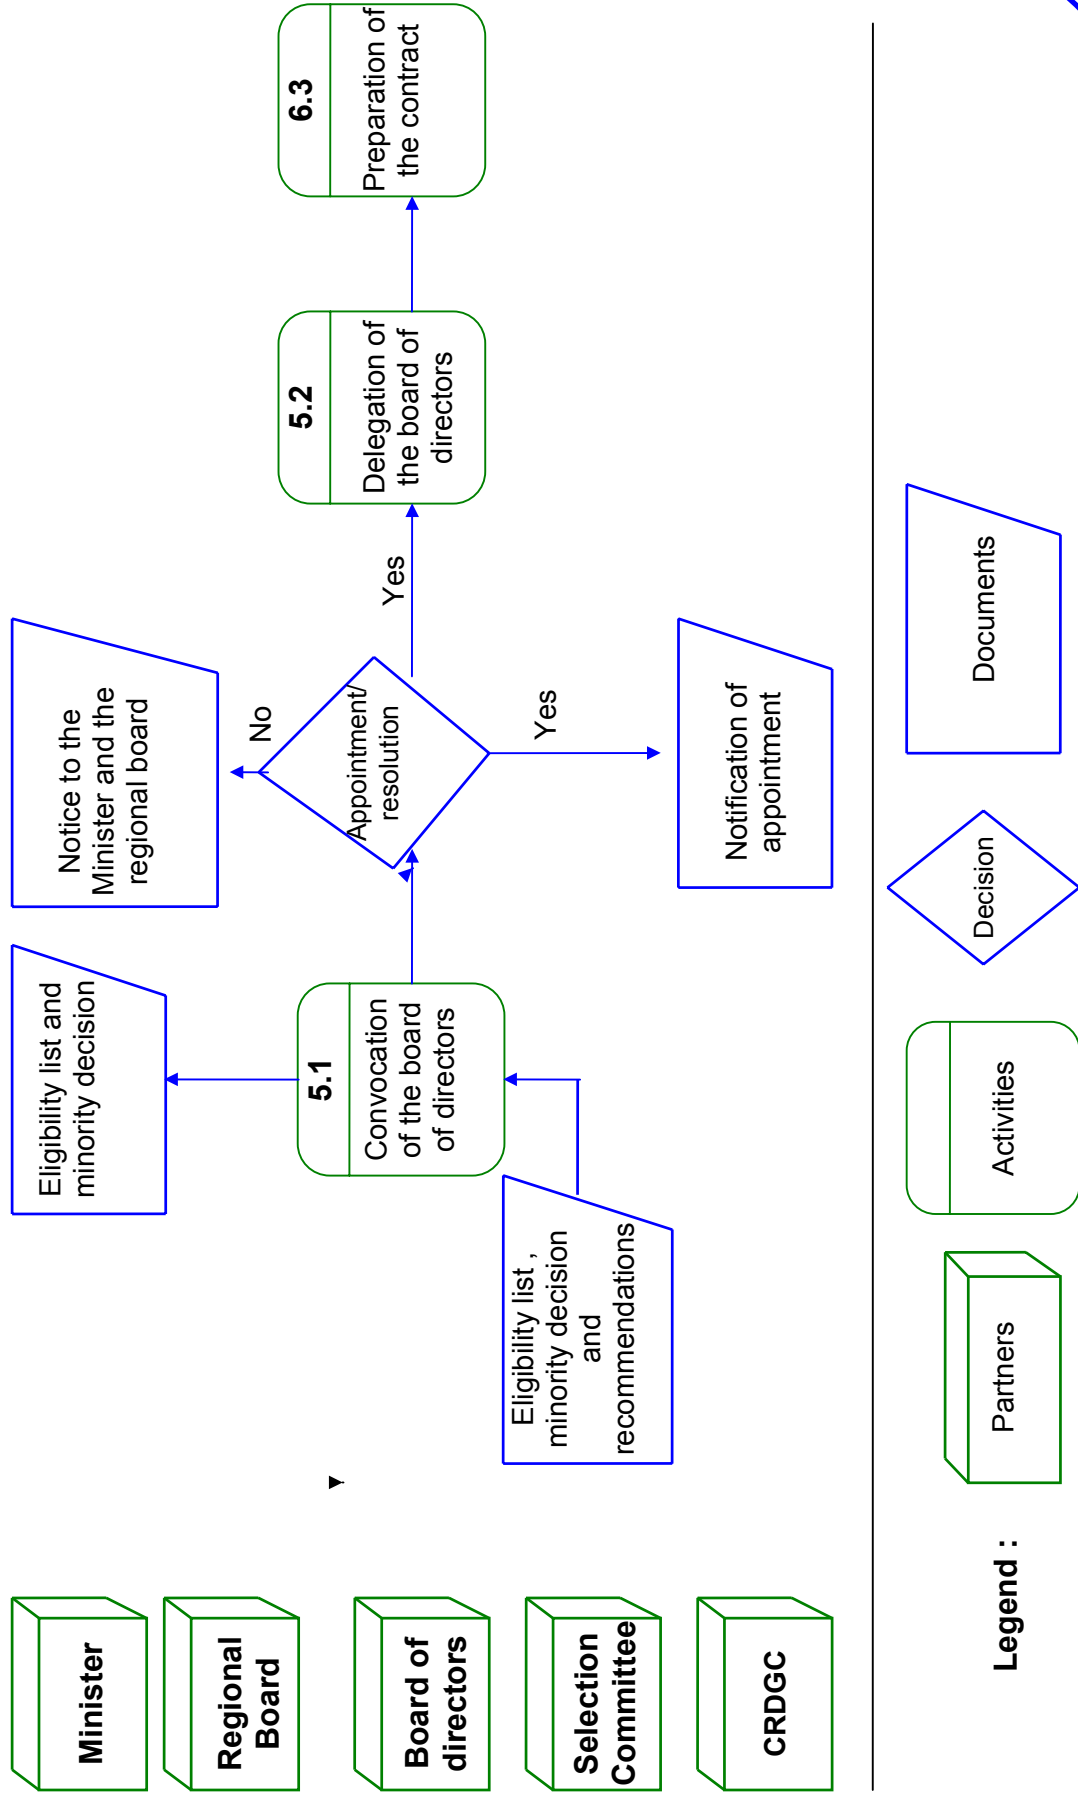 Minister
Regional
Board
Board of
directors
Selection
Committee
CRDGC
Eligibility list and
minority decision
Notice to the
Minister and the
regional board
5.1
Convocation
of the board
of directors
Eligibility list ,
minority decision
and
recommendations
Appointment/
resolution
No
Yes
Yes
5.2
Delegation of
the board of
directors
6.3
Preparation of
the contract
Notification of
appointment
Legend :
Partners
Activities
Decision
Documents